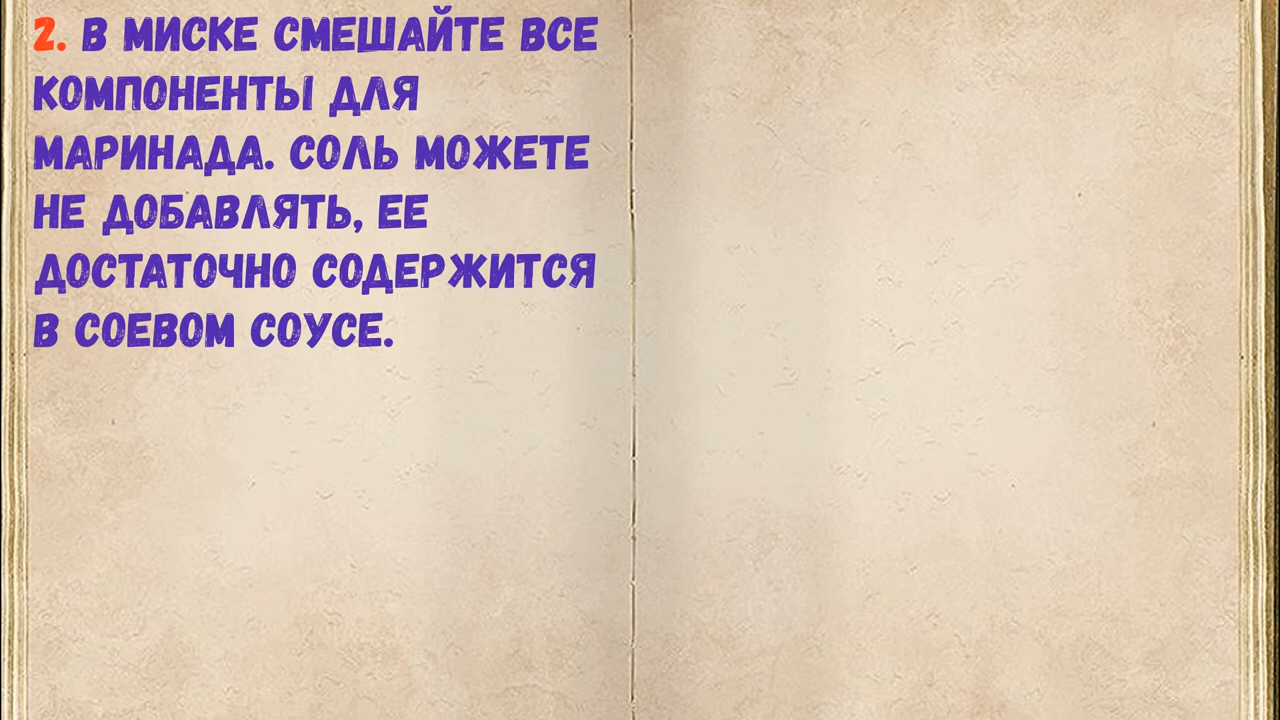 2. В МИСКЕ СМЕШАЙТЕ ВСЕ
КОМПОНЕНТЫ ДЛЯ
МАРИНАДА. СОЛЬ МОЖЕТЕ
НЕ ДОБАВЛЯТЬ, ЕЕ
ДОСТАТОЧНО СОДЕРЖИТСЯ
В СОЕВОМ СОУСЕ.